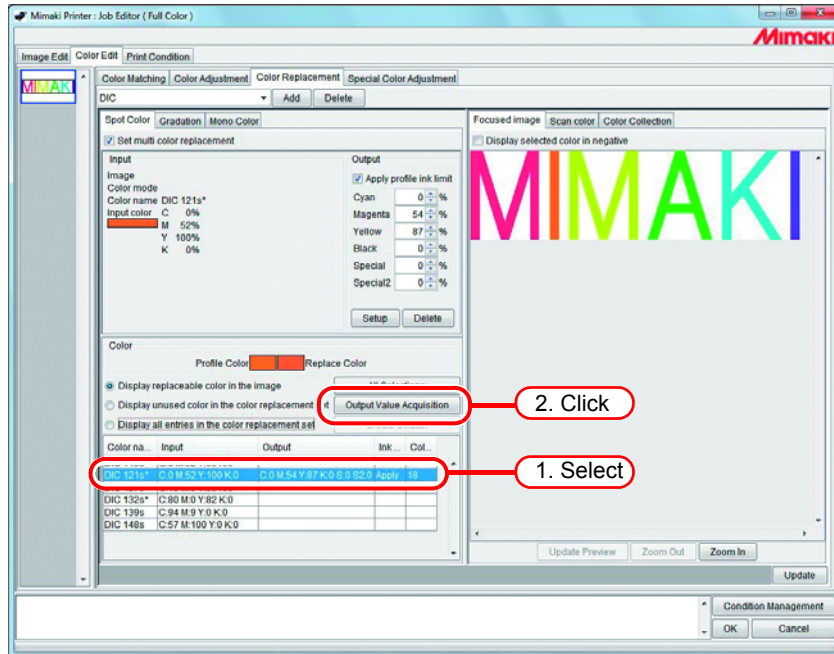 Mimaki Printer : Job Editor ( Full Color )
Mimaki
Image Edit Color Edit Print Condition
MIMAKI
Color Matching Color Adjustment Color Replacement Special Color Adjustment
DIC Add Delete
Spot Color Gradation Mono Color
Set multi color replacement
Input
Image
Color mode
Color name DIC 121s*
Input color C 0%
M 52%
Y 100%
K 0%
Output
Apply profile ink limit
Cyan 0 %
Magenta 54 %
Yellow 87 %
Black 0 %
Special 0 %
Special2 0 %
Setup Delete
Color
Profile Color Replace Color
Display replaceable color in the image
Display unused color in the color replacement
Output Value Acquisition
Display all entries in the color replacement set
Color na... Input Output Ink ... Col...
DIC 121s* C:0 M:52 Y:100 K:0 C:0 M:54 Y:87 K:0 S:0 S2:0 Apply 18
DIC 132s* C:80 M:0 Y:82 K:0
DIC 139s C:94 M:9 Y:0 K:0
DIC 148s C:57 M:100 Y:0 K:0
Focused image Scan color Color Collection
Display selected color in negative
MIMAKI
2. Click
1. Select
Update Preview Zoom Out Zoom In
Update
Condition Management
OK Cancel